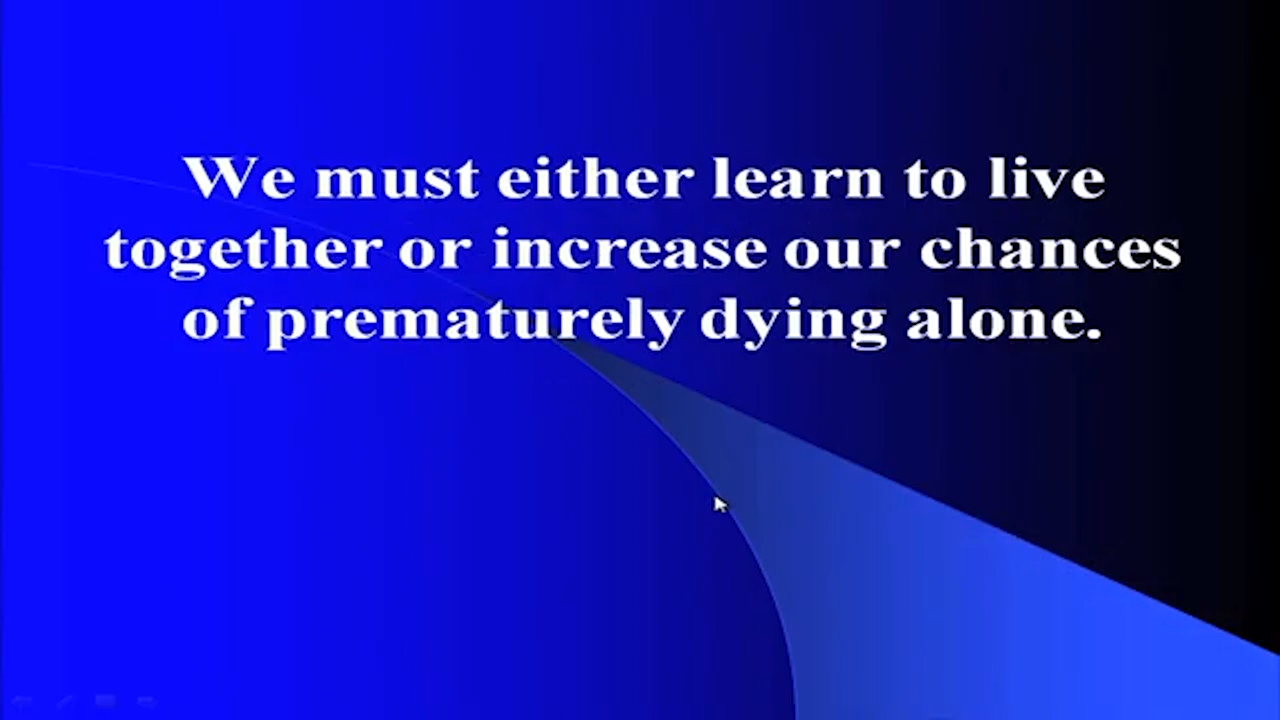 We must either learn to live
together or increase our chances
of prematurely dying alone.